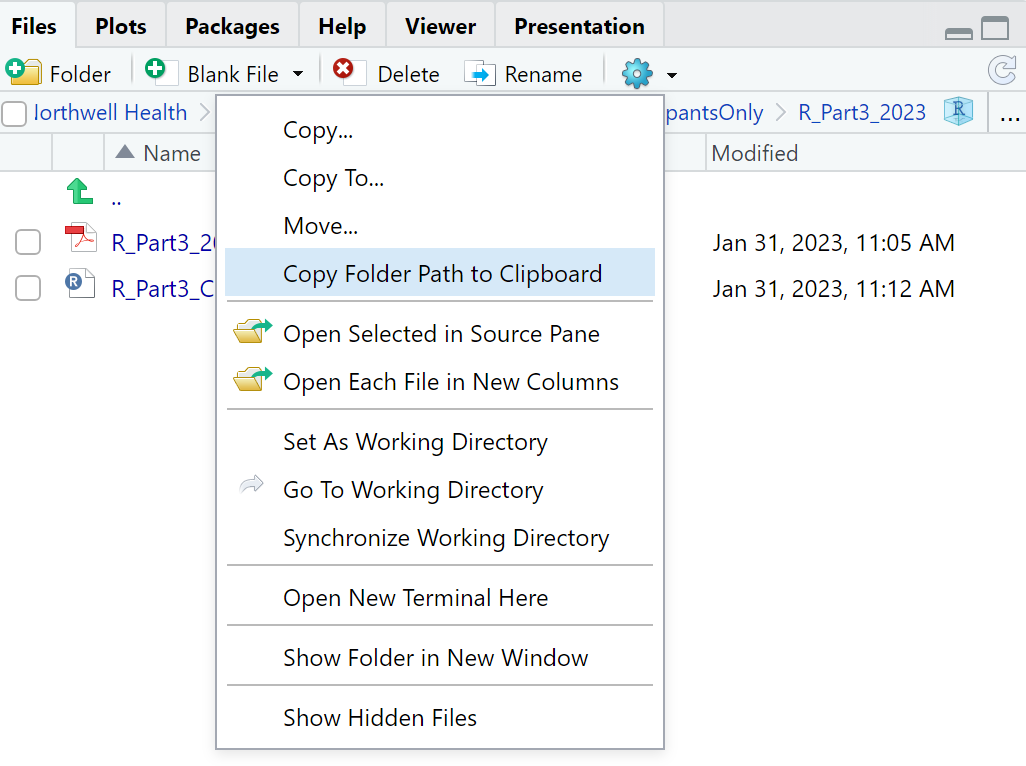 Files Plots Packages Help Viewer Presentation
Folder Blank File Delete Rename
Health pantsOnly R_Part3_2023 R ...
Name Modified
..
R_Part3_2 Jan 31, 2023, 11:05 AM
R R_Part3_C Jan 31, 2023, 11:12 AM
Copy...
Copy To...
Move...
Copy Folder Path to Clipboard
Open Selected in Source Pane
Open Each File in New Columns
Set As Working Directory
Go To Working Directory
Synchronize Working Directory
Open New Terminal Here
Show Folder in New Window
Show Hidden Files